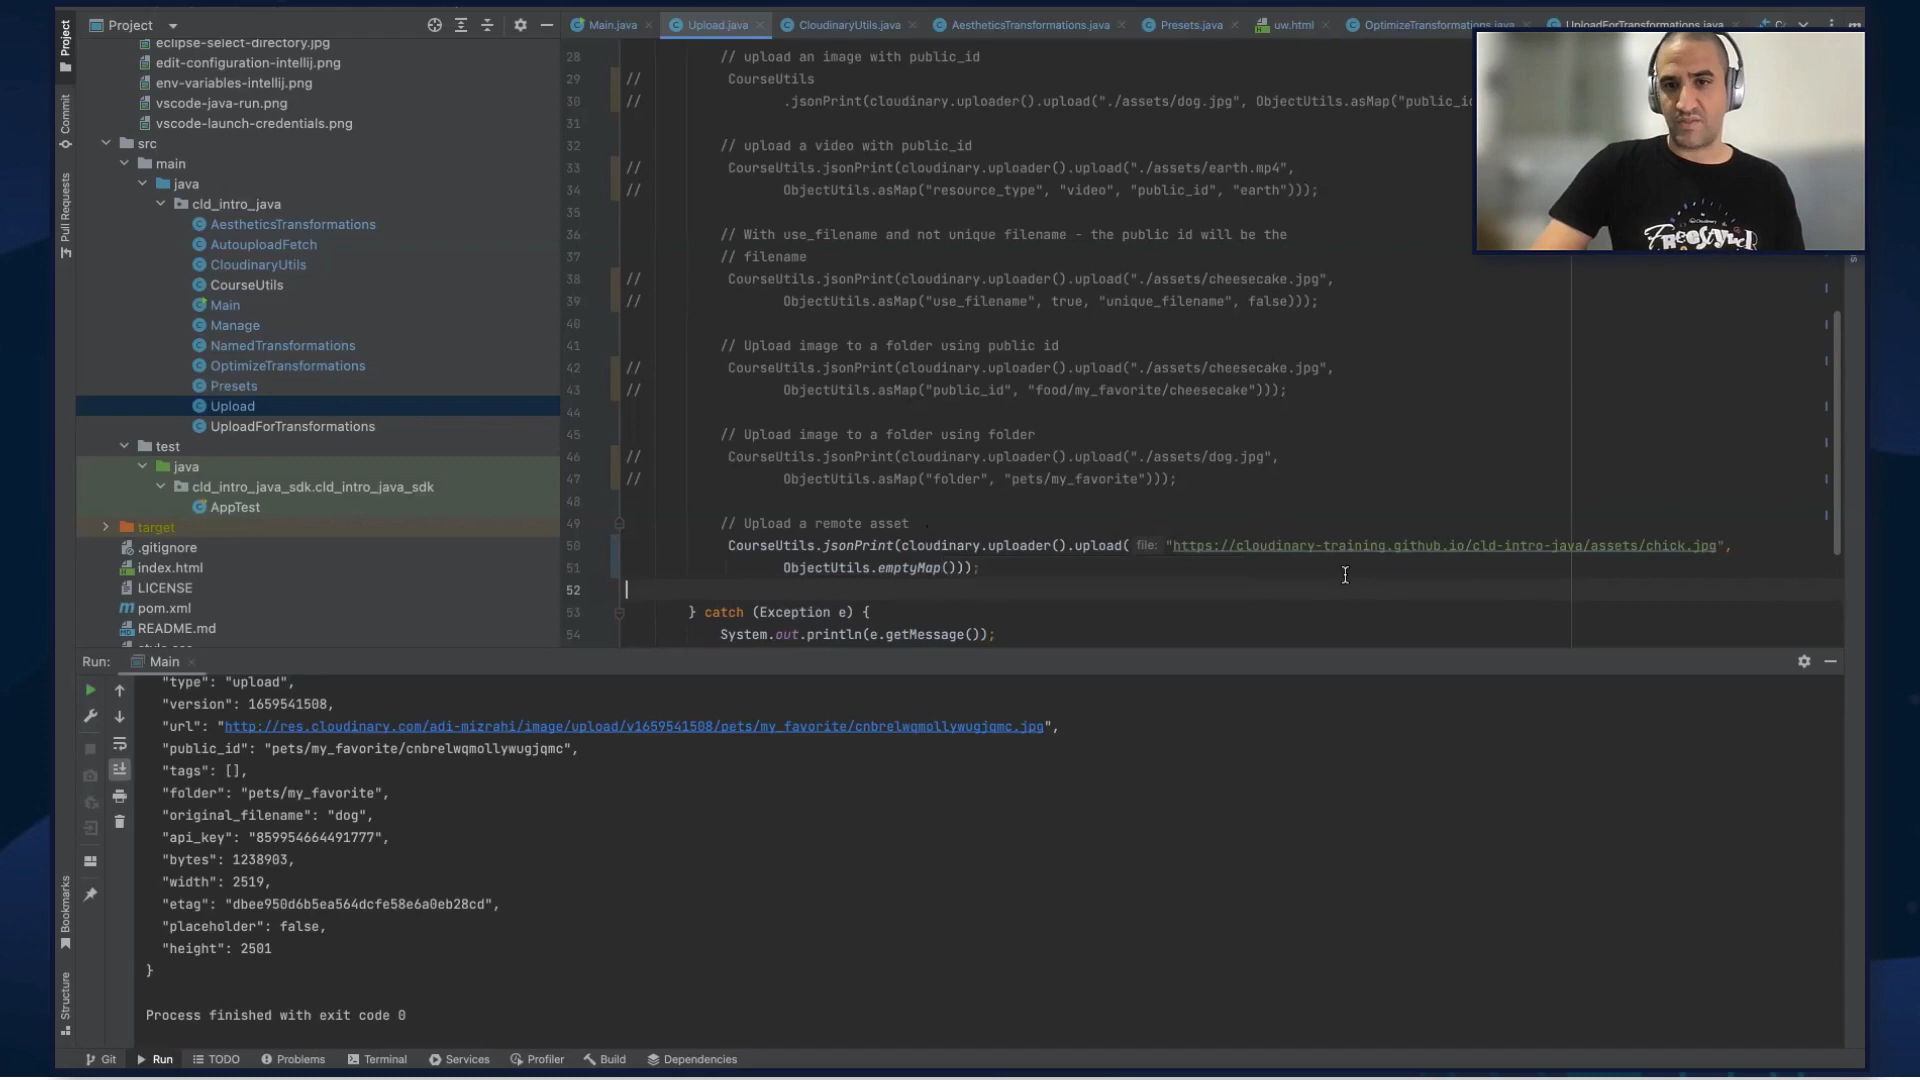 Project
Main.java
Upload.java
CloudinaryUtils.java
AestheticsTransformations.java
Presets.java
uw.html
OptimizeTransformations.java
UploadForTransformations.java
Project
Commit
Pull Requests
eclipse-select-directory.jpg
edit-configuration-intellij.png
env-variables-intellij.png
vscode-java-run.png
vscode-launch-credentials.png
src
main
java
cld_intro_java
AestheticsTransformations
AutouploadFetch
CloudinaryUtils
CourseUtils
Main
Manage
NamedTransformations
OptimizeTransformations
Presets
Upload
UploadForTransformations
test
java
cld_intro_java_sdk.cld_intro_java_sdk
AppTest
target
.gitignore
index.html
LICENSE
pom.xml
README.md
28 // upload an image with public_id
29 // CourseUtils
30 // .jsonPrint(cloudinary.uploader().upload("./assets/dog.jpg", ObjectUtils.asMap("public_id
31
32 // upload a video with public_id
33 // CourseUtils.jsonPrint(cloudinary.uploader().upload("./assets/earth.mp4",
34 // ObjectUtils.asMap("resource_type", "video", "public_id", "earth")));
35
36 // With use_filename and not unique filename - the public id will be the
37 // filename
38 // CourseUtils.jsonPrint(cloudinary.uploader().upload("./assets/cheesecake.jpg",
39 // ObjectUtils.asMap("use_filename", true, "unique_filename", false)));
40
41 // Upload image to a folder using public id
42 // CourseUtils.jsonPrint(cloudinary.uploader().upload("./assets/cheesecake.jpg",
43 // ObjectUtils.asMap("public_id", "food/my_favorite/cheesecake")));
44
45 // Upload image to a folder using folder
46 // CourseUtils.jsonPrint(cloudinary.uploader().upload("./assets/dog.jpg",
47 // ObjectUtils.asMap("folder", "pets/my_favorite")));
48
49 // Upload a remote asset
50 CourseUtils.jsonPrint(cloudinary.uploader().upload( file: "https://cloudinary-training.github.io/cld-intro-java/assets/chick.jpg",
51 ObjectUtils.emptyMap()));
52
53 } catch (Exception e) {
54 System.out.println(e.getMessage());
Cloudinary
Run: Main
"type": "upload",
"version": 1659541508,
"url": "http://res.cloudinary.com/adi-mizrahi/image/upload/v1659541508/pets/my_favorite/cnbrelwqmollywugjqmc.jpg",
"public_id": "pets/my_favorite/cnbrelwqmollywugjqmc",
"tags": [],
"folder": "pets/my_favorite",
"original_filename": "dog",
"api_key": "859954664491777",
"bytes": 1238903,
"width": 2519,
"etag": "dbee950d6b5ea564dcfe58e6a0eb28cd",
"placeholder": false,
"height": 2501
}
Process finished with exit code 0
Bookmarks
Structure
Git Run TODO Problems Terminal Services Profiler Build Dependencies